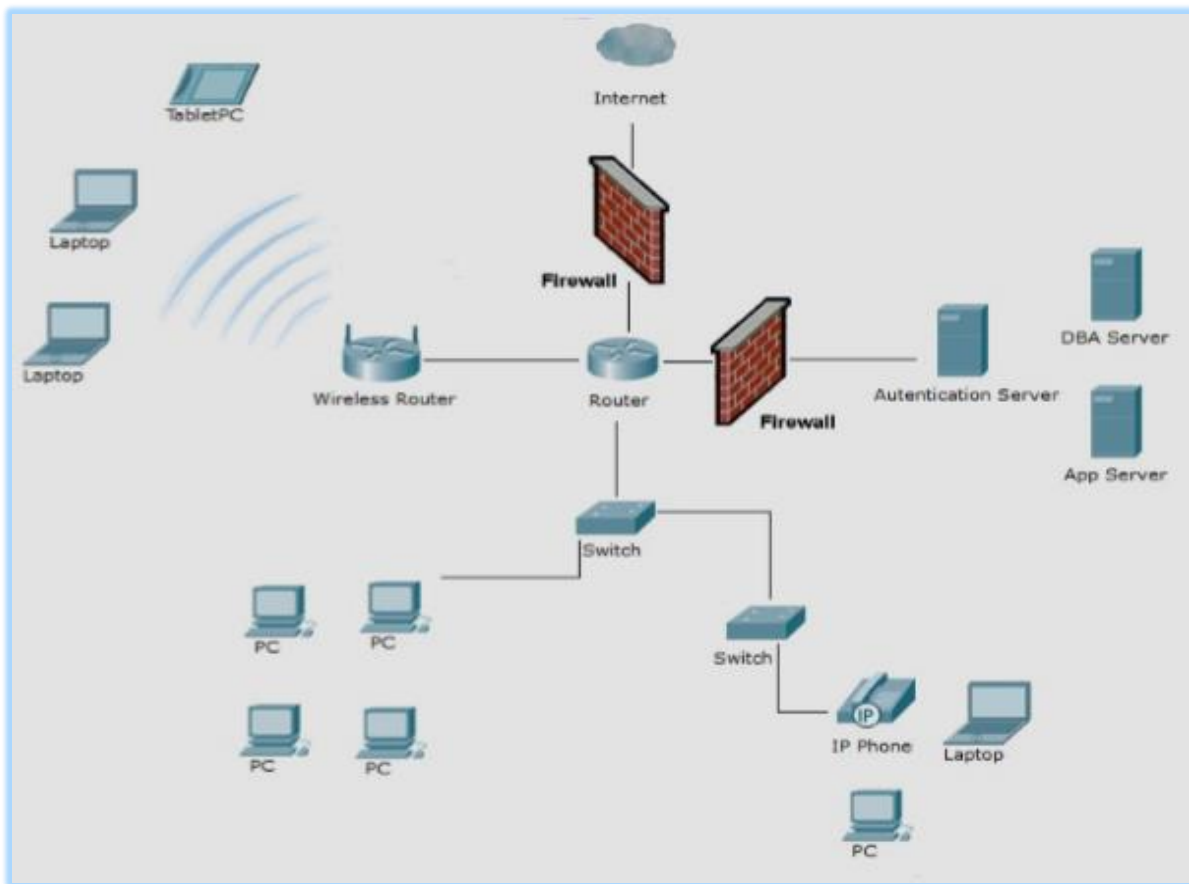 Internet
TabletPC
Laptop
Firewall
Laptop
Wireless Router
Router
Firewall
Autentication Server
DBA Server
App Server
Switch
PC
PC
PC
PC
Switch
IP
IP Phone
Laptop
PC